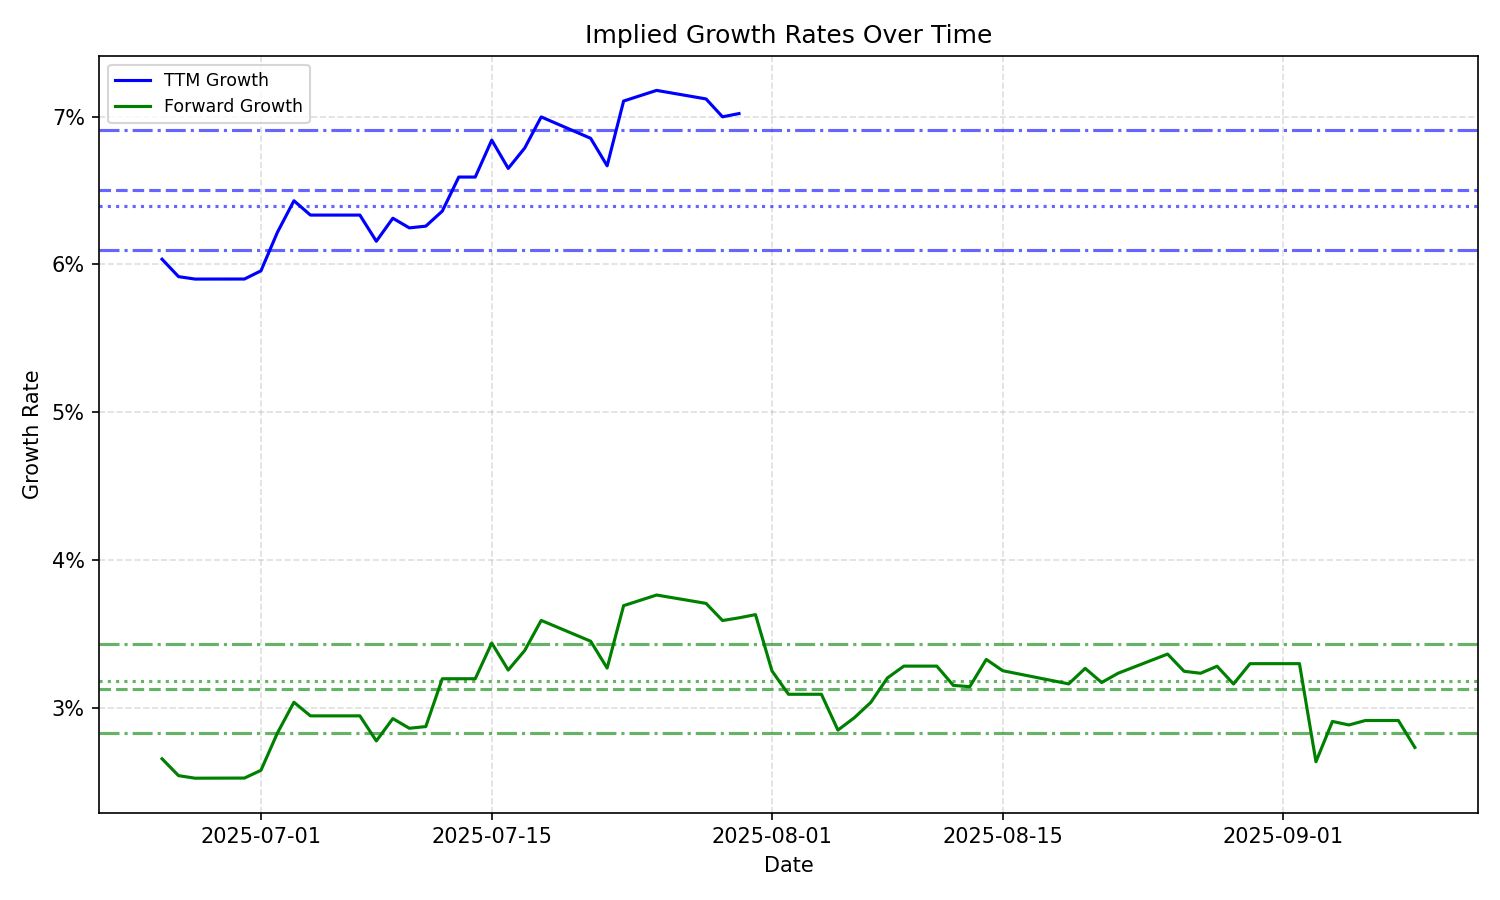 Implied Growth Rates Over Time
TTM Growth
Forward Growth
7%
6%
5%
4%
3%
Growth Rate
2025-07-01
2025-07-15
2025-08-01
2025-08-15
2025-09-01
Date